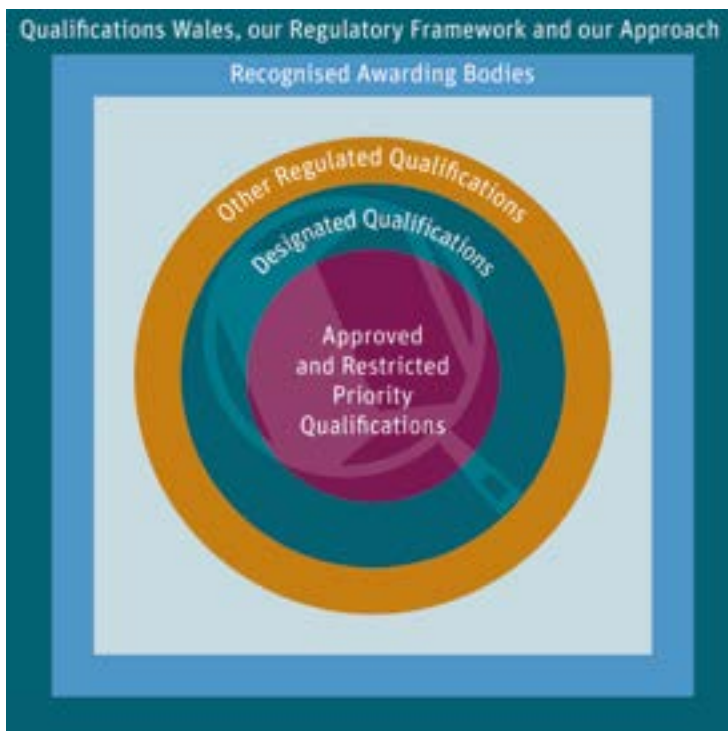 Qualifications Wales, our Regulatory Framework and our Approach
Recognised Awarding Bodies
Other Regulated Qualifications
Designated Qualifications
Approved
and Restricted
Priority
Qualifications